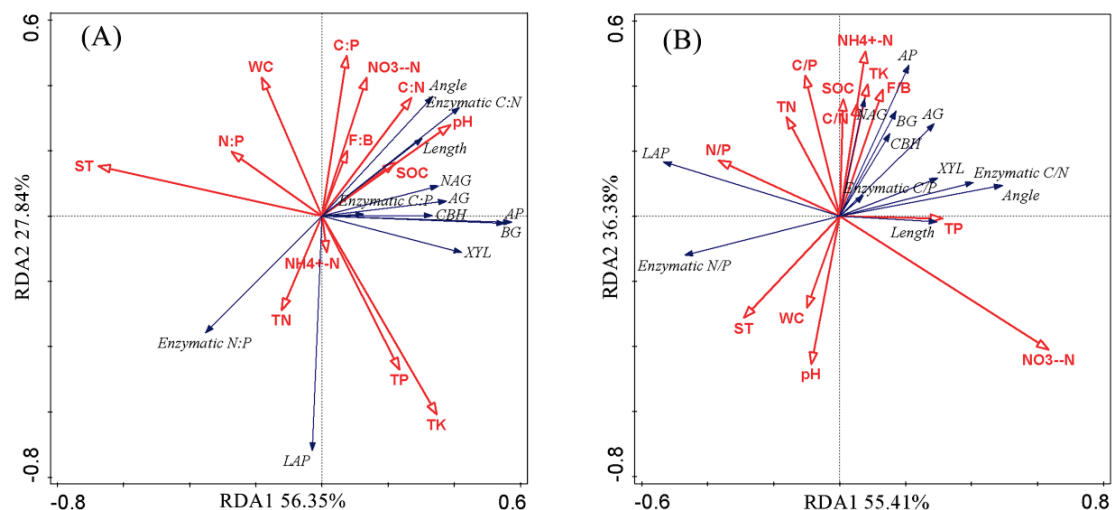 (A)
0.6
C:P
WC
NO3--N
C:N
Angle
Enzymatic C:N
pH
F:B
Length
N:P
ST
SOC
NAG
AG
Enzymatic C:P
CBH
AP
BG
XYL
NH4+-N
TN
Enzymatic N:P
TP
TK
LAP
RDA2 27.84%
-0.8
-0.8
RDA1 56.35%
0.6
(B)
0.6
NH4+-N
AP
C/P
TK
SOC
F/B
TN
C/N
NAG
BG
AG
CBH
N/P
LAP
XYL
Enzymatic C/N
Enzymatic C/P
Angle
TP
Length
Enzymatic N/P
ST
WC
NO3--N
pH
RDA2 36.38%
-0.8
-0.6
RDA1 55.41%
0.8